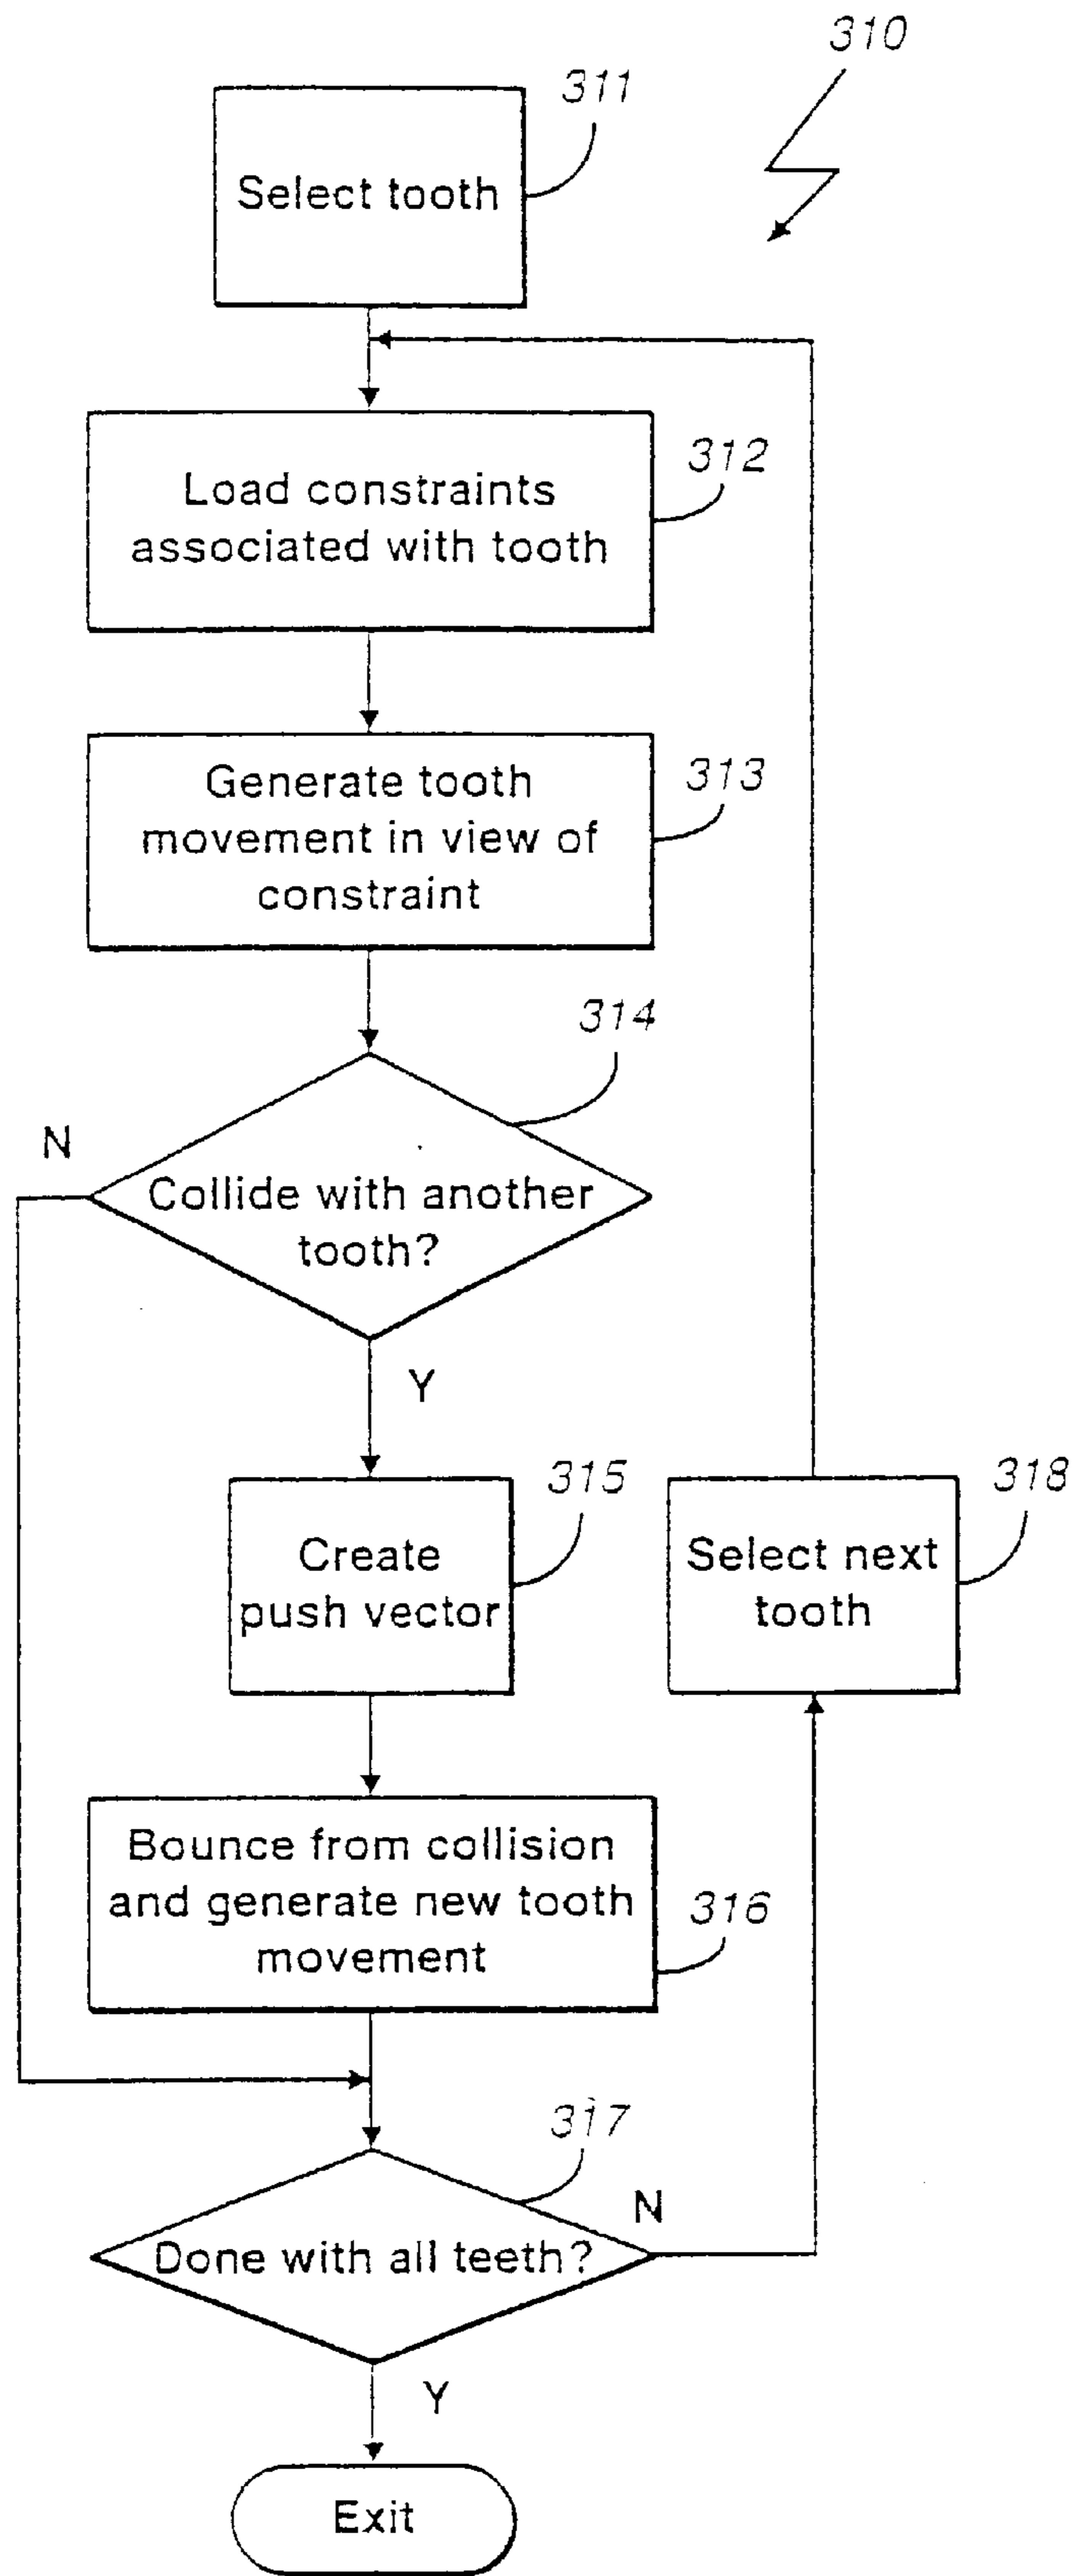 310
311
Select tooth
312
Load constraints
associated with tooth
313
Generate tooth
movement in view of
constraint
314
N
Collide with another
tooth?
Y
315
Create
push vector
318
Select next
tooth
Bounce from collision
and generate new tooth
movement
316
317
N
Done with all teeth?
Y
Exit